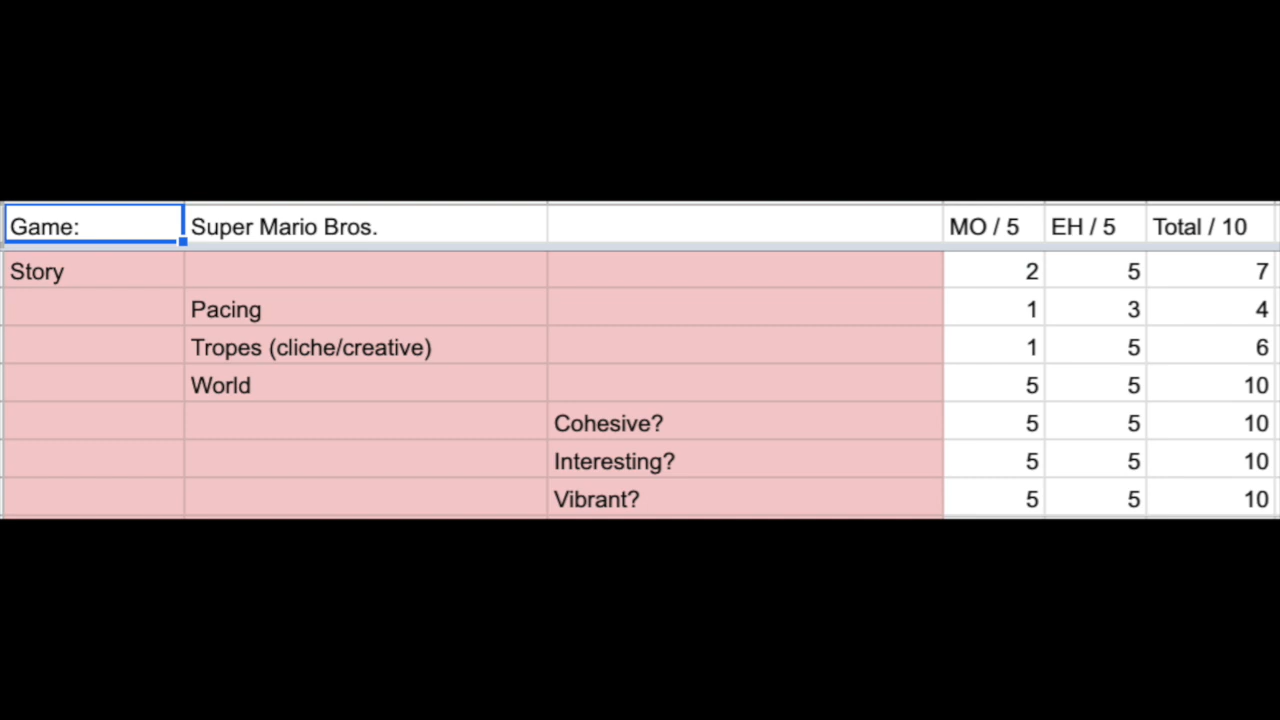 Game: Super Mario Bros. MO / 5 EH / 5 Total / 10
Story 2 5 7
Pacing 1 3 4
Tropes (cliche/creative) 1 5 6
World 5 5 10
Cohesive? 5 5 10
Interesting? 5 5 10
Vibrant? 5 5 10